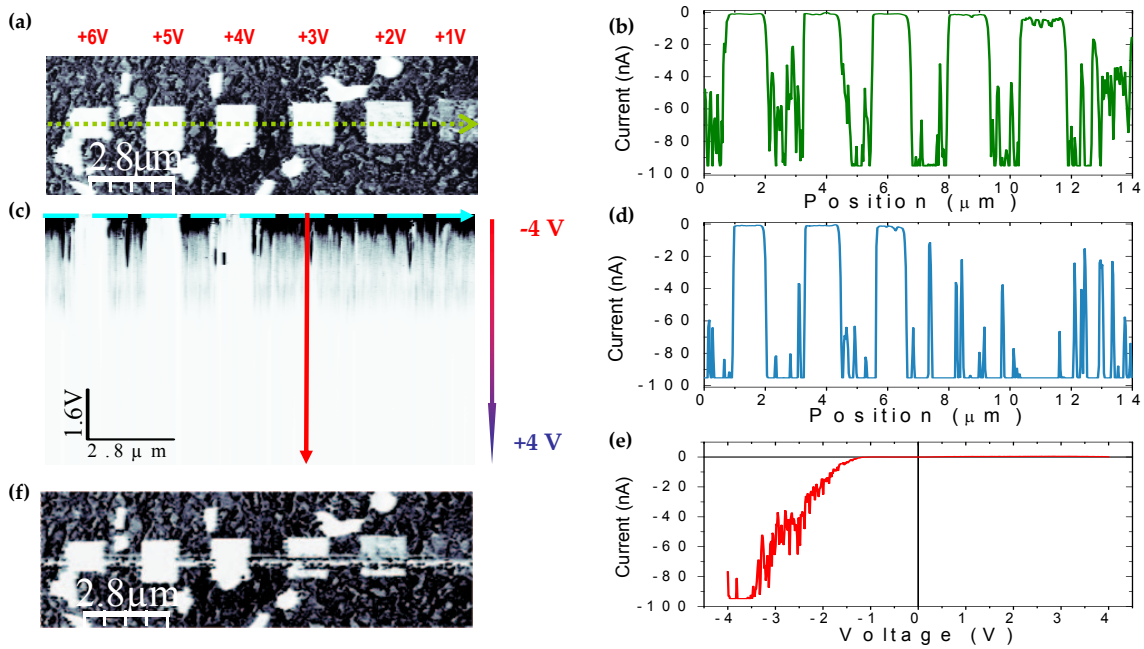 (a)
+6V +5V +4V +3V +2V +1V
2.8μm
(b)
0
-20
-40
-60
-80
-100
Current (nA)
0 2 4 6 8 10 12 14
Position (μm)
(c)
-4 V
1.6V
2.8μm
+4 V
(d)
0
-20
-40
-60
-80
-100
Current (nA)
0 2 4 6 8 10 12 14
Position (μm)
(e)
0
-20
-40
-60
-80
-100
Current (nA)
-4 -3 -2 -1 0 1 2 3 4
Voltage (V)
(f)
2.8μm